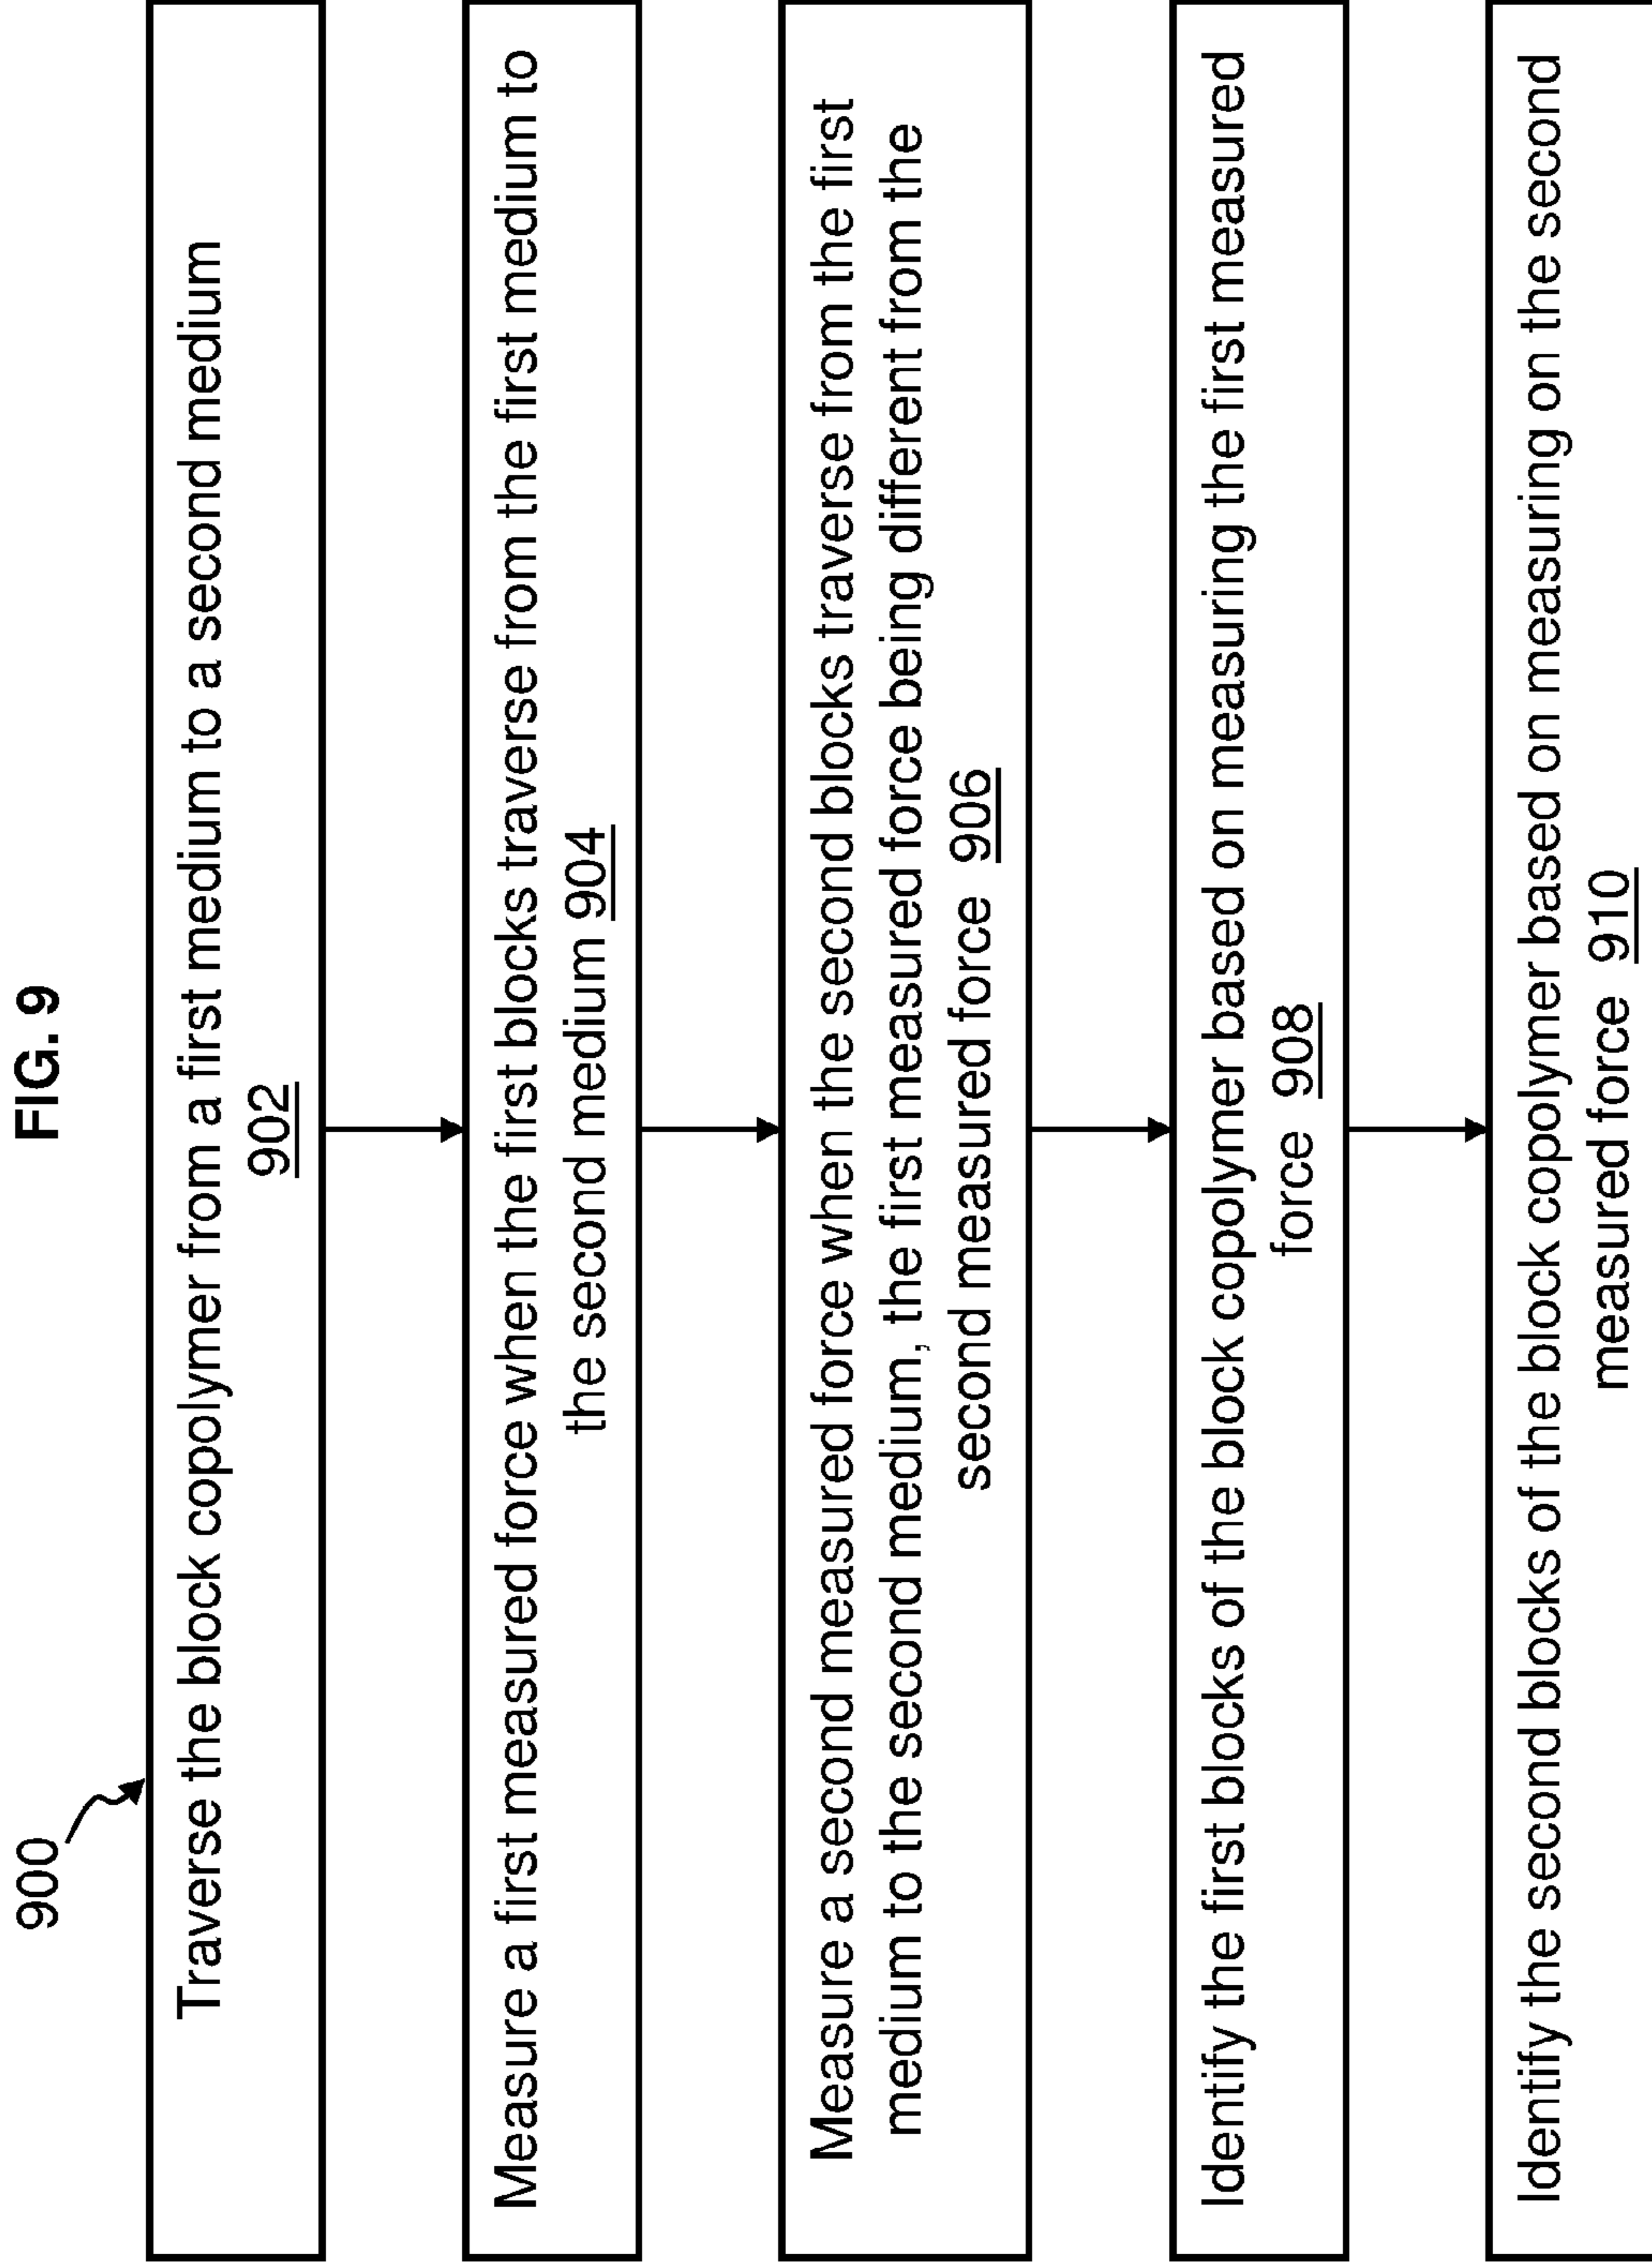 FIG. 9
900
Traverse the block copolymer from a first medium to a second medium
902
Measure a first measured force when the first blocks traverse from the first medium to
the second medium 904
Measure a second measured force when the second blocks traverse from the first
medium to the second medium, the first measured force being different from the
second measured force 906
Identify the first blocks of the block copolymer based on measuring the first measured
force 908
Identify the second blocks of the block copolymer based on measuring on the second
measured force 910